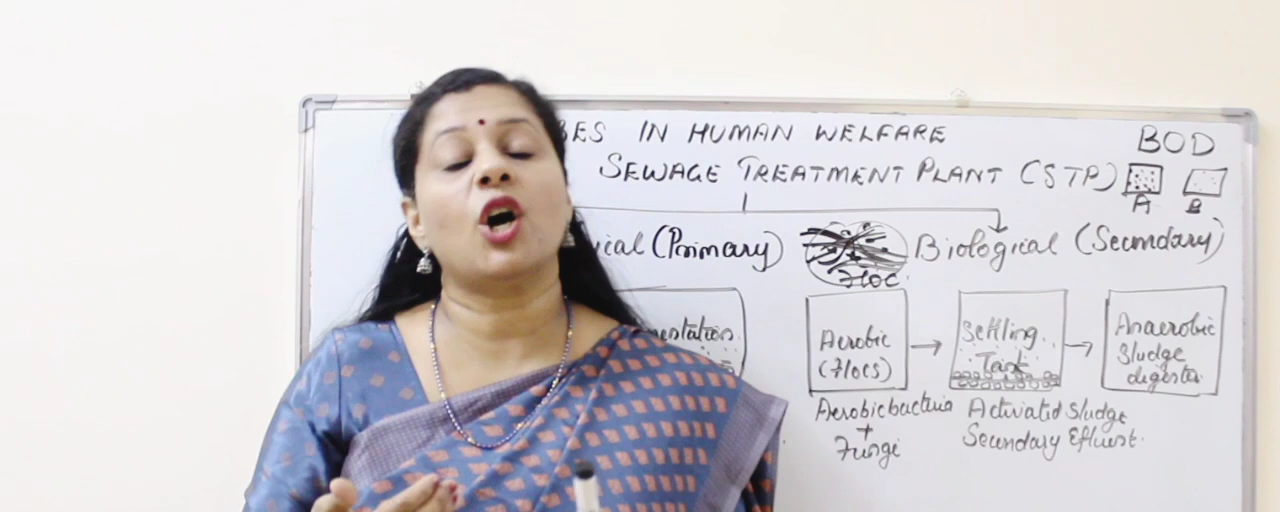 BES IN HUMAN WELFARE
BOD
SEWAGE TREATMENT PLANT (STP)
A
B
ical (Primary)
Floc
Biological (Secondary)
Aerobic
(Flocs)
Settling
Tank
Anaerobic
Sludge
digester
Aerobic bacteria
+
Fungi
Activated Sludge
Secondary Effluent.